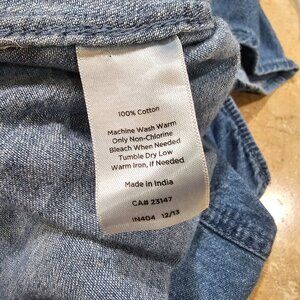 100% Cotton
Machine Wash Warm
Only Non-Chlorine
Bleach When Needed
Tumble Dry Low
Warm Iron, if Needed
Made in India
CA# 23147
IN404 12/13